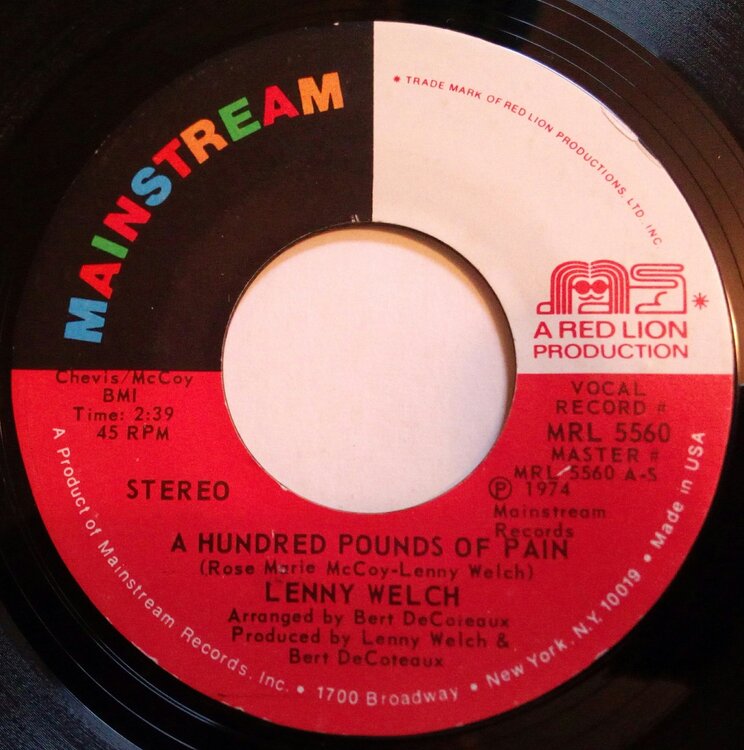 MAINSTREAM
* TRADE MARK OF RED LION PRODUCTIONS, LTD. INC
*
A RED LION
PRODUCTION
Chevis/McCoy
BMI
Time: 2:39
45 RPM
STEREO
VOCAL
RECORD #
MRL 5560
MASTER #
MRL 5560 A-S
Ⓟ 1974
Mainstream
Records
A HUNDRED POUNDS OF PAIN
(Rose Marie McCoy-Lenny Welch)
LENNY WELCH
Arranged by Bert DeCoteaux
Produced by Lenny Welch &
Bert DeCoteaux
A Product of Mainstream Records, Inc. • 1700 Broadway • New York, N.Y. 10019 • Made in USA